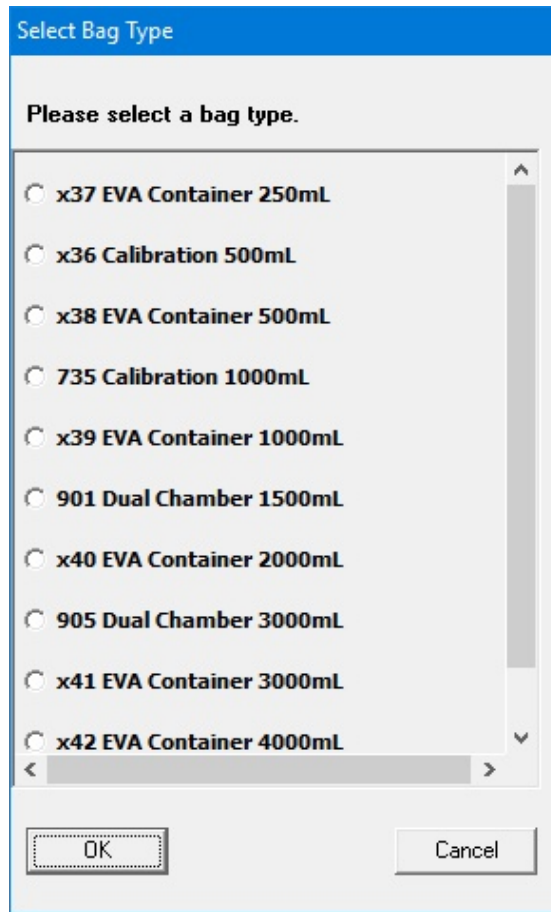 Select Bag Type
Please select a bag type.
x37 EVA Container 250mL
x36 Calibration 500mL
x38 EVA Container 500mL
735 Calibration 1000mL
x39 EVA Container 1000mL
901 Dual Chamber 1500mL
x40 EVA Container 2000mL
905 Dual Chamber 3000mL
x41 EVA Container 3000mL
x42 EVA Container 4000mL
OK Cancel